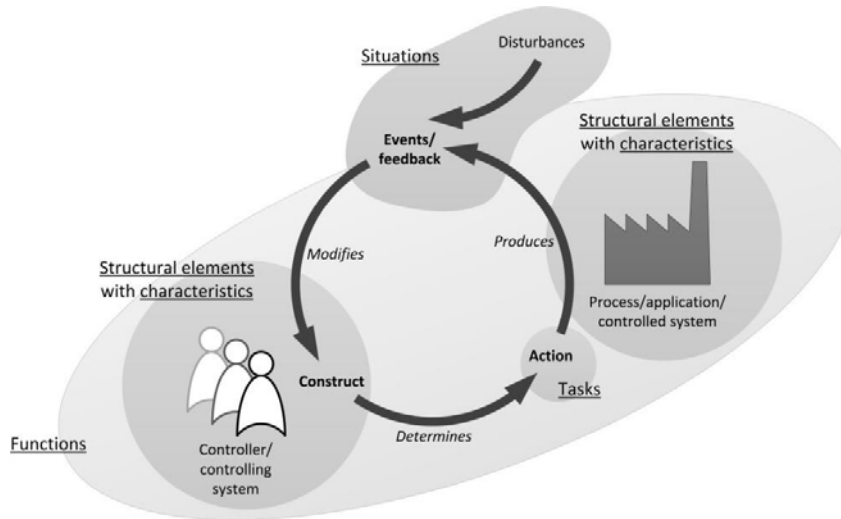 Disturbances
Situations
Events/
feedback
Structural elements
with characteristics
Modifies
Produces
Structural elements
with characteristics
Process/application/
controlled system
Construct
Action
Tasks
Determines
Functions
Controller/
controlling
system